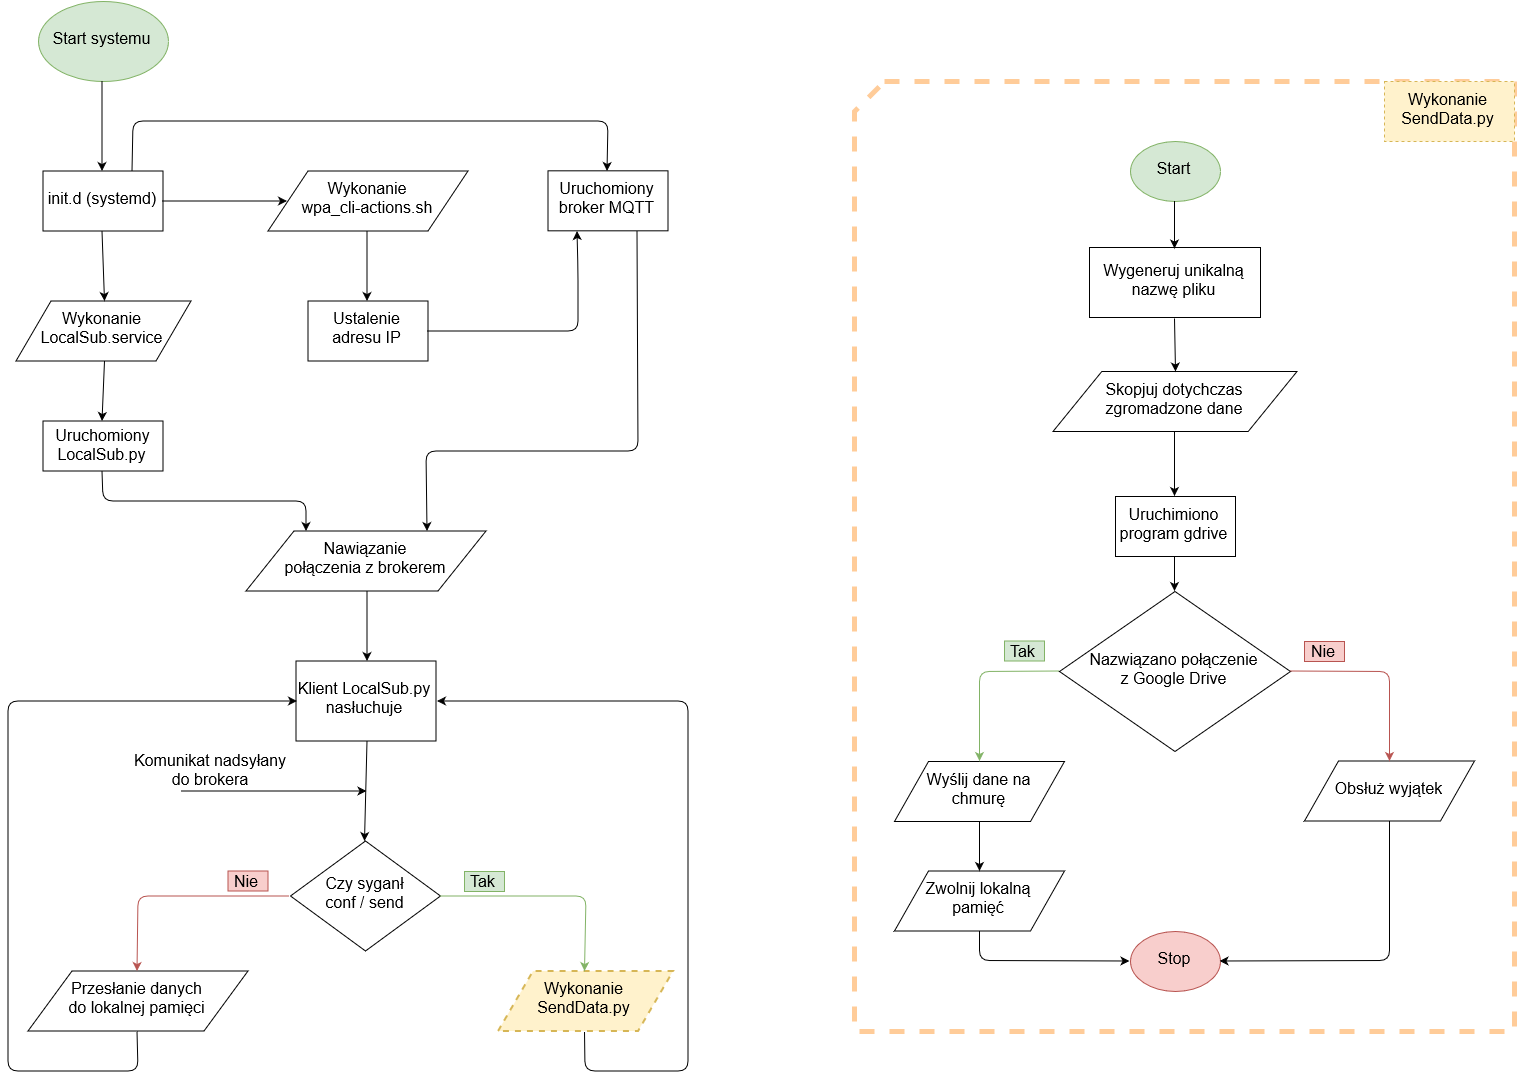 Start systemu
init.d (systemd)
Wykonanie
wpa_cli-actions.sh
Uruchomiony
broker MQTT
Wykonanie
LocalSub.service
Ustalenie
adresu IP
Uruchomiony
LocalSub.py
Nawiązanie
połączenia z brokerem
Klient LocalSub.py
nasłuchuje
Komunikat nadsyłany
do brokera
Czy syganł
conf / send
Nie
Tak
Przesłanie danych
do lokalnej pamięci
Wykonanie
SendData.py
Wykonanie
SendData.py
Start
Wygeneruj unikalną
nazwę pliku
Skopjuj dotychczas
zgromadzone dane
Uruchimiono
program gdrive
Nazwiązano połączenie
z Google Drive
Tak
Nie
Wyślij dane na
chmurę
Obsłuż wyjątek
Zwolnij lokalną
pamięć
Stop